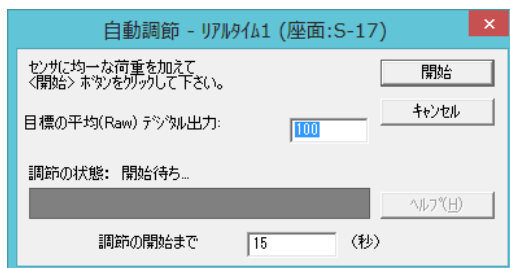 自動調節 - ﾘｱﾙﾀｲﾑ1 (座面:S-17)
×
ｾﾝｻに均一な荷重を加えて
<開始> ﾎﾞﾀﾝをｸﾘｯｸして下さい。
開始
キャンセル
目標の平均(Raw) ﾃﾞｼﾞﾀﾙ出力:
100
調節の状態: 開始待ち...
ﾍﾙﾌﾟ(H)
調節の開始まで 15 (秒)